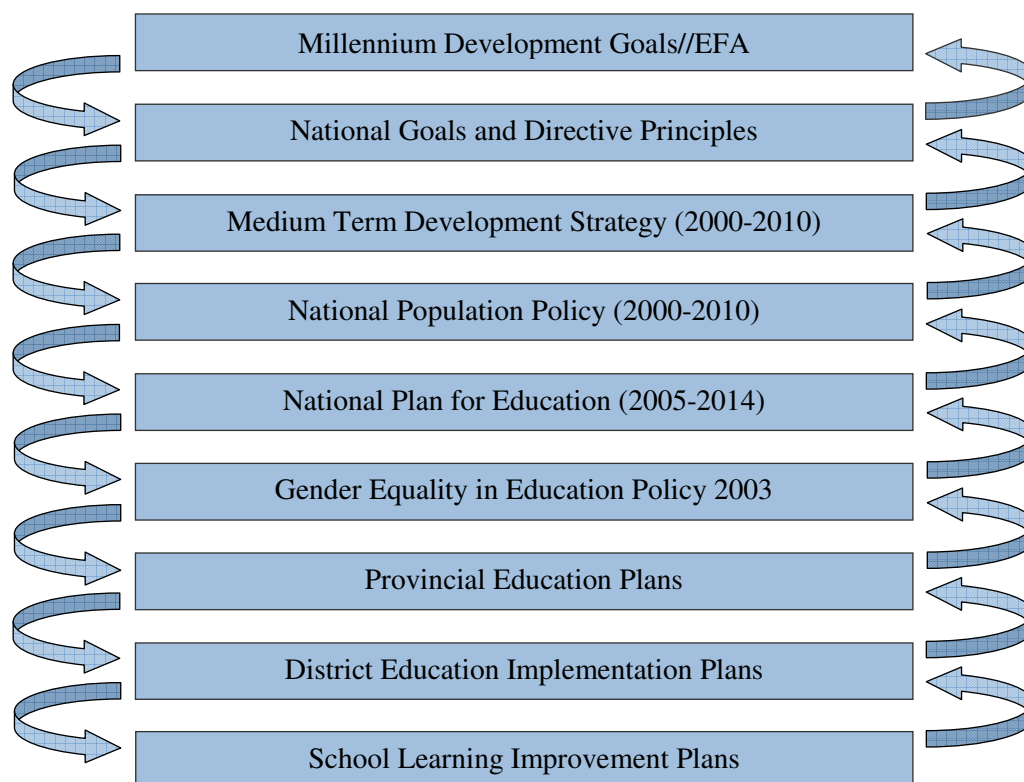 Millennium Development Goals//EFA
National Goals and Directive Principles
Medium Term Development Strategy (2000-2010)
National Population Policy (2000-2010)
National Plan for Education (2005-2014)
Gender Equality in Education Policy 2003
Provincial Education Plans
District Education Implementation Plans
School Learning Improvement Plans